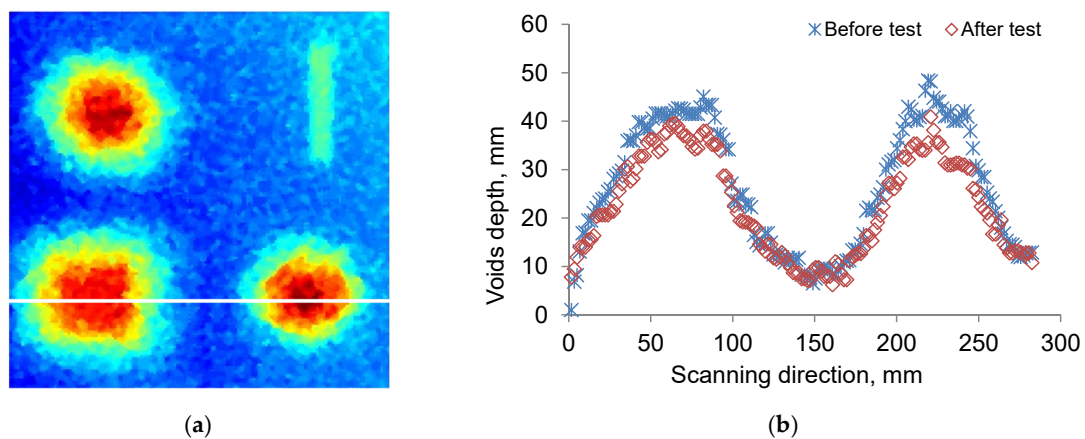 60
50
40
30
20
10
0
Voids depth, mm
Before test After test
0 50 100 150 200 250 300
Scanning direction, mm
(a) (b)